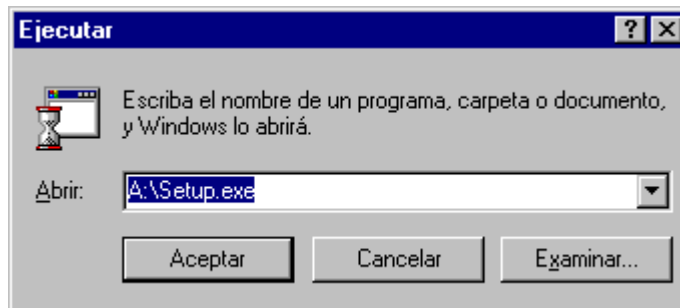 Ejecutar
Escriba el nombre de un programa, carpeta o documento,
y Windows lo abrirá.
Abrir:
A:\Setup.exe
Aceptar
Cancelar
Examinar...